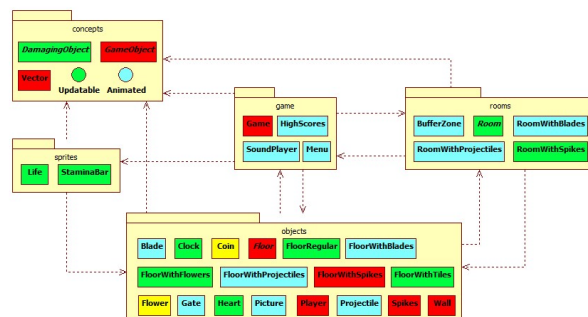 concepts
DamagingObject GameObject
Vector
Updatable Animated
game
Game HighScores
SoundPlayer Menu
rooms
BufferZone Room RoomWithBlades
RoomWithProjectiles RoomWithSpikes
sprites
Life StaminaBar
objects
Blade Clock Coin Floor FloorRegular FloorWithBlades
FloorWithFlowers FloorWithProjectiles FloorWithSpikes FloorWithTiles
Flower Gate Heart Picture Player Projectile Spikes Wall